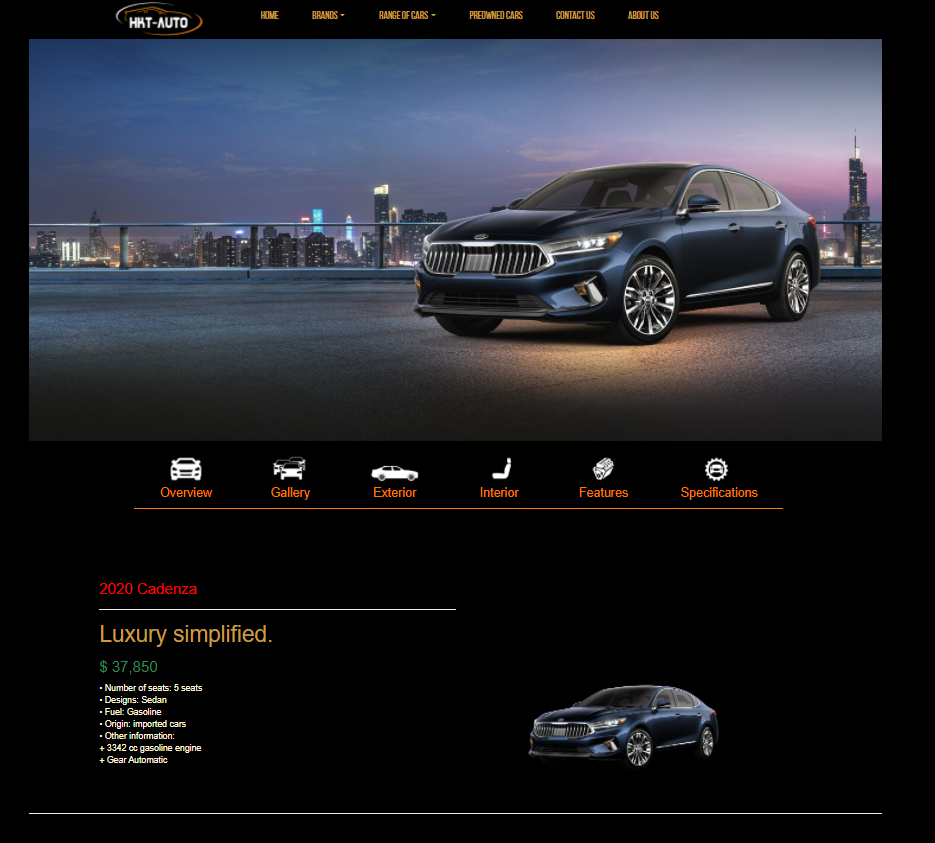 HKT-AUTO
HOME BRANDS RANGE OF CARS PREOWNED CARS CONTACT US ABOUT US
Overview Gallery Exterior Interior Features Specifications
2020 Cadenza
Luxury simplified.
$ 37,850
• Number of seats: 5 seats
• Designs: Sedan
• Fuel: Gasoline
• Origin: imported cars
• Other information:
+ 3342 cc gasoline engine
+ Gear Automatic